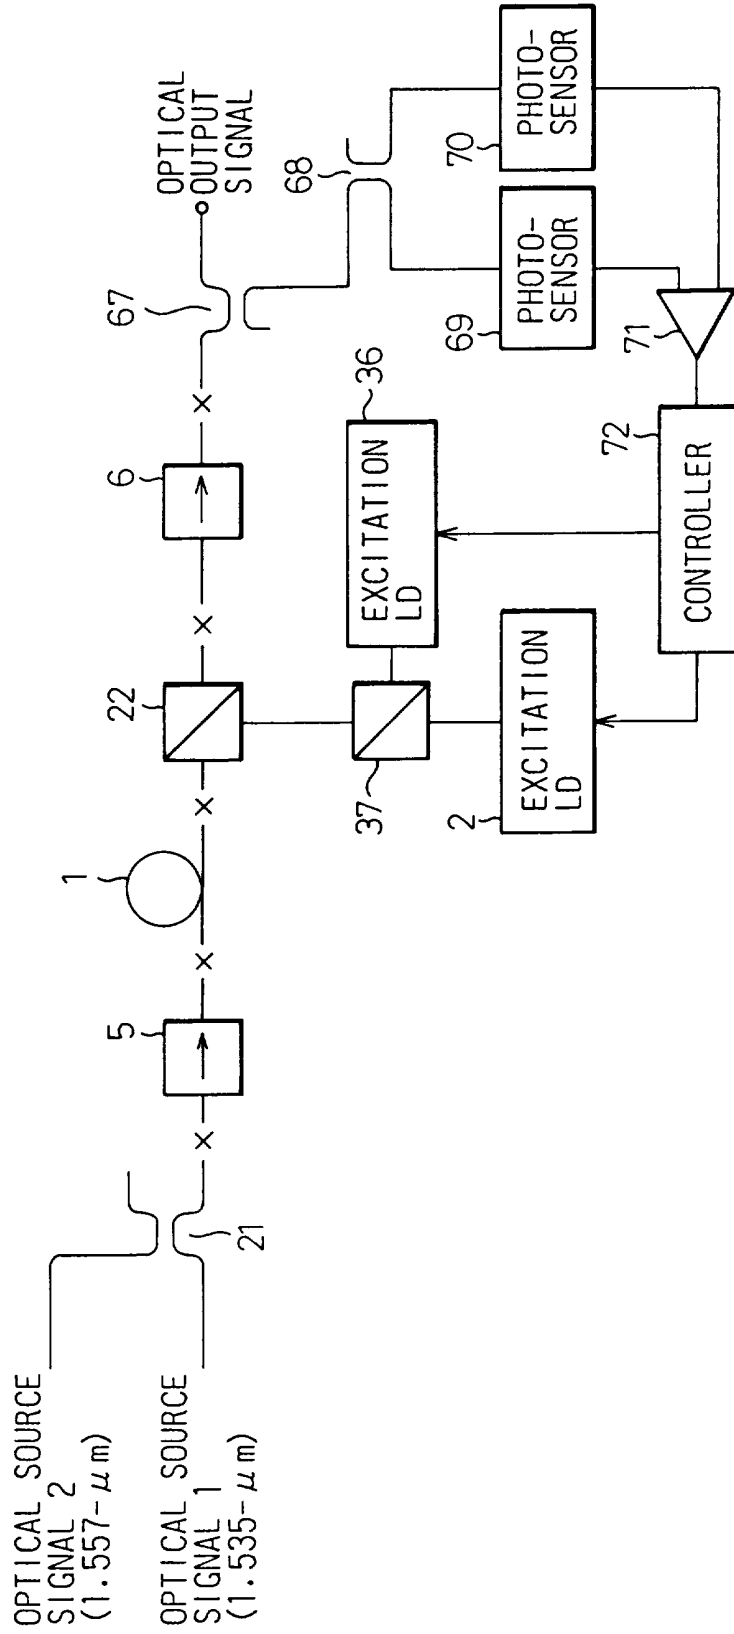 OPTICAL SOURCE
SIGNAL 2
(1.557-μm)
OPTICAL SOURCE
SIGNAL 1
(1.535-μm)
21
5
1
22
6
67
OPTICAL
OUTPUT
SIGNAL
68
37
36
EXCITATION
LD
2
EXCITATION
LD
69
PHOTO-
SENSOR
70
PHOTO-
SENSOR
71
72
CONTROLLER